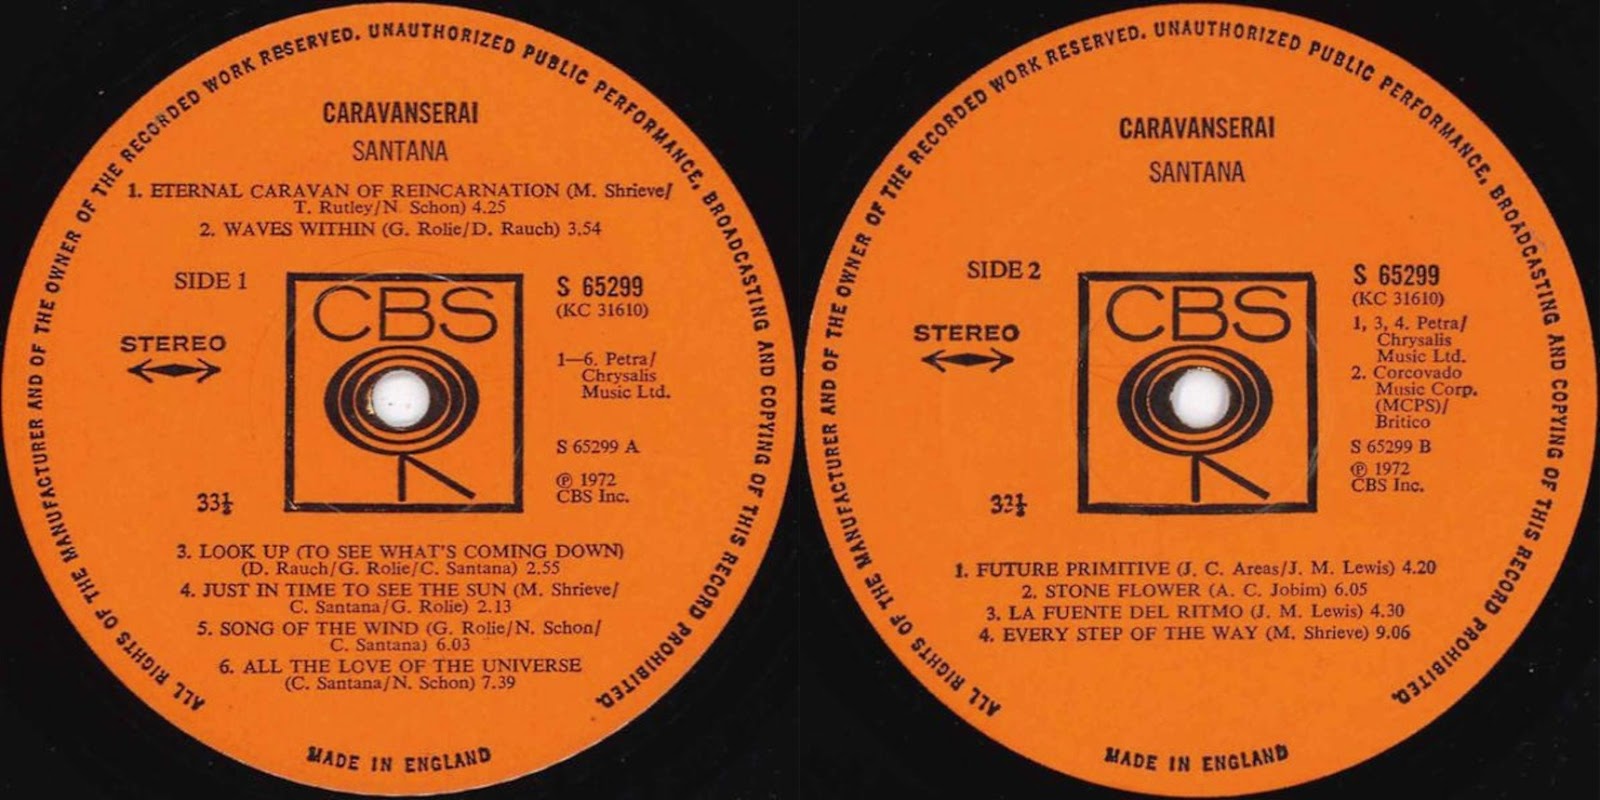 ALL RIGHTS OF THE MANUFACTURER AND OF THE OWNER OF THE RECORDED WORK RESERVED. UNAUTHORIZED PUBLIC PERFORMANCE, BROADCASTING AND COPYING OF THIS RECORD PROHIBITED.
CARAVANSERAI
SANTANA
1. ETERNAL CARAVAN OF REINCARNATION (M. Shrieve/
T. Rutley/N. Schon) 4.25
2. WAVES WITHIN (G. Rolie/D. Rauch) 3.54
SIDE 1
STEREO
33⅓
CBS
S 65299
(KC 31610)
1—6. Petra/
Chrysalis
Music Ltd.
S 65299 A
℗ 1972
CBS Inc.
3. LOOK UP (TO SEE WHAT'S COMING DOWN)
(D. Rauch/G. Rolie/C. Santana) 2.55
4. JUST IN TIME TO SEE THE SUN (M. Shrieve/
C. Santana/G. Rolie) 2.13
5. SONG OF THE WIND (G. Rolie/N. Schon/
C. Santana) 6.03
6. ALL THE LOVE OF THE UNIVERSE
(C. Santana/N. Schon) 7.39
MADE IN ENGLAND
ALL RIGHTS OF THE MANUFACTURER AND OF THE OWNER OF THE RECORDED WORK RESERVED. UNAUTHORIZED PUBLIC PERFORMANCE, BROADCASTING AND COPYING OF THIS RECORD PROHIBITED.
CARAVANSERAI
SANTANA
SIDE 2
STEREO
33⅓
CBS
S 65299
(KC 31610)
1, 3, 4. Petra/
Chrysalis
Music Ltd.
2. Corcovado
Music Corp.
(MCPS)/
Britico
S 65299 B
℗ 1972
CBS Inc.
1. FUTURE PRIMITIVE (J. C. Areas/J. M. Lewis) 4.20
2. STONE FLOWER (A. C. Jobim) 6.05
3. LA FUENTE DEL RITMO (J. M. Lewis) 4.30
4. EVERY STEP OF THE WAY (M. Shrieve) 9.06
MADE IN ENGLAND